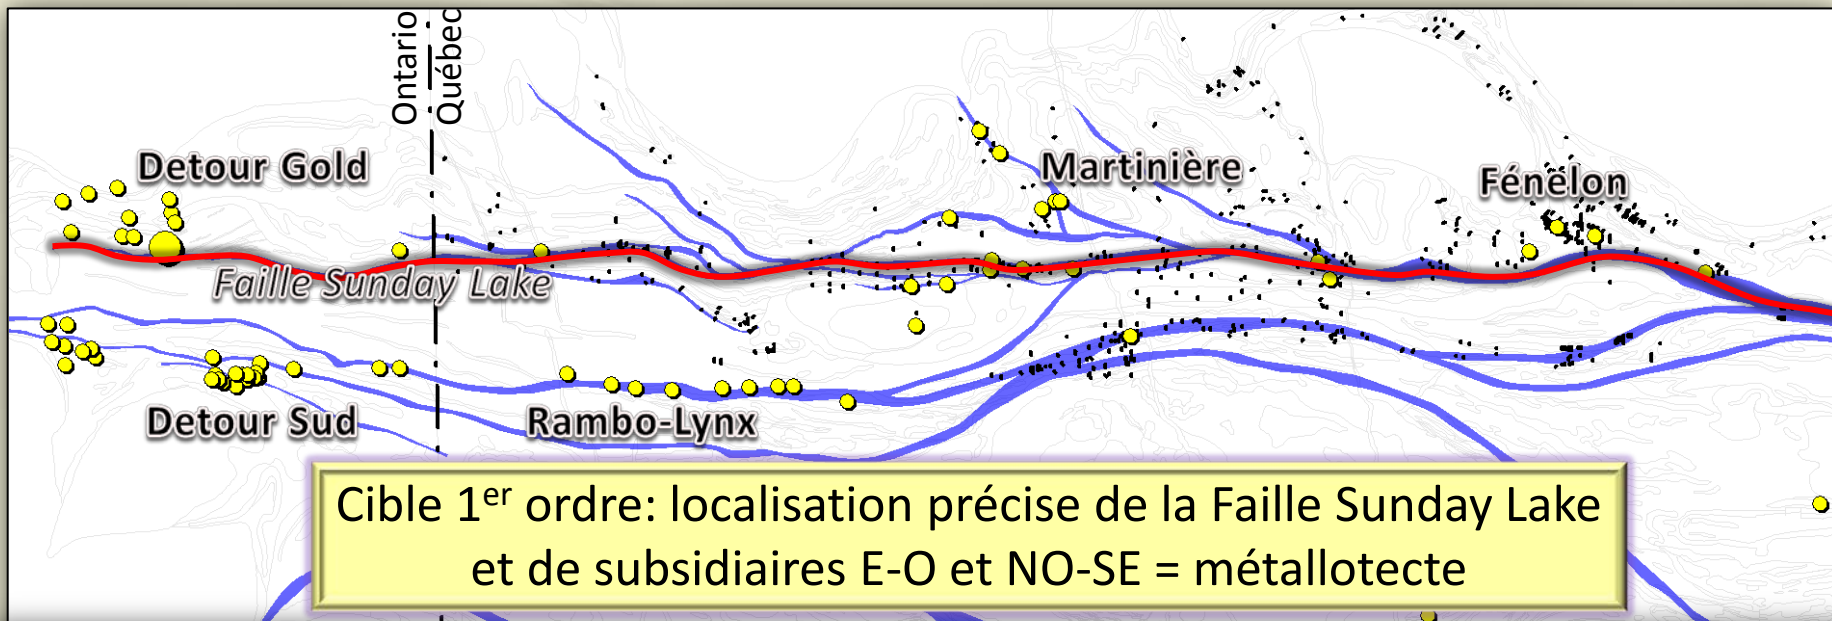 Ontario
Québec
Detour Gold
Martinière
Fénélon
Faille Sunday Lake
Detour Sud
Rambo-Lynx
Cible 1er ordre: localisation précise de la Faille Sunday Lake
et de subsidiaires E-O et NO-SE = métallotecte